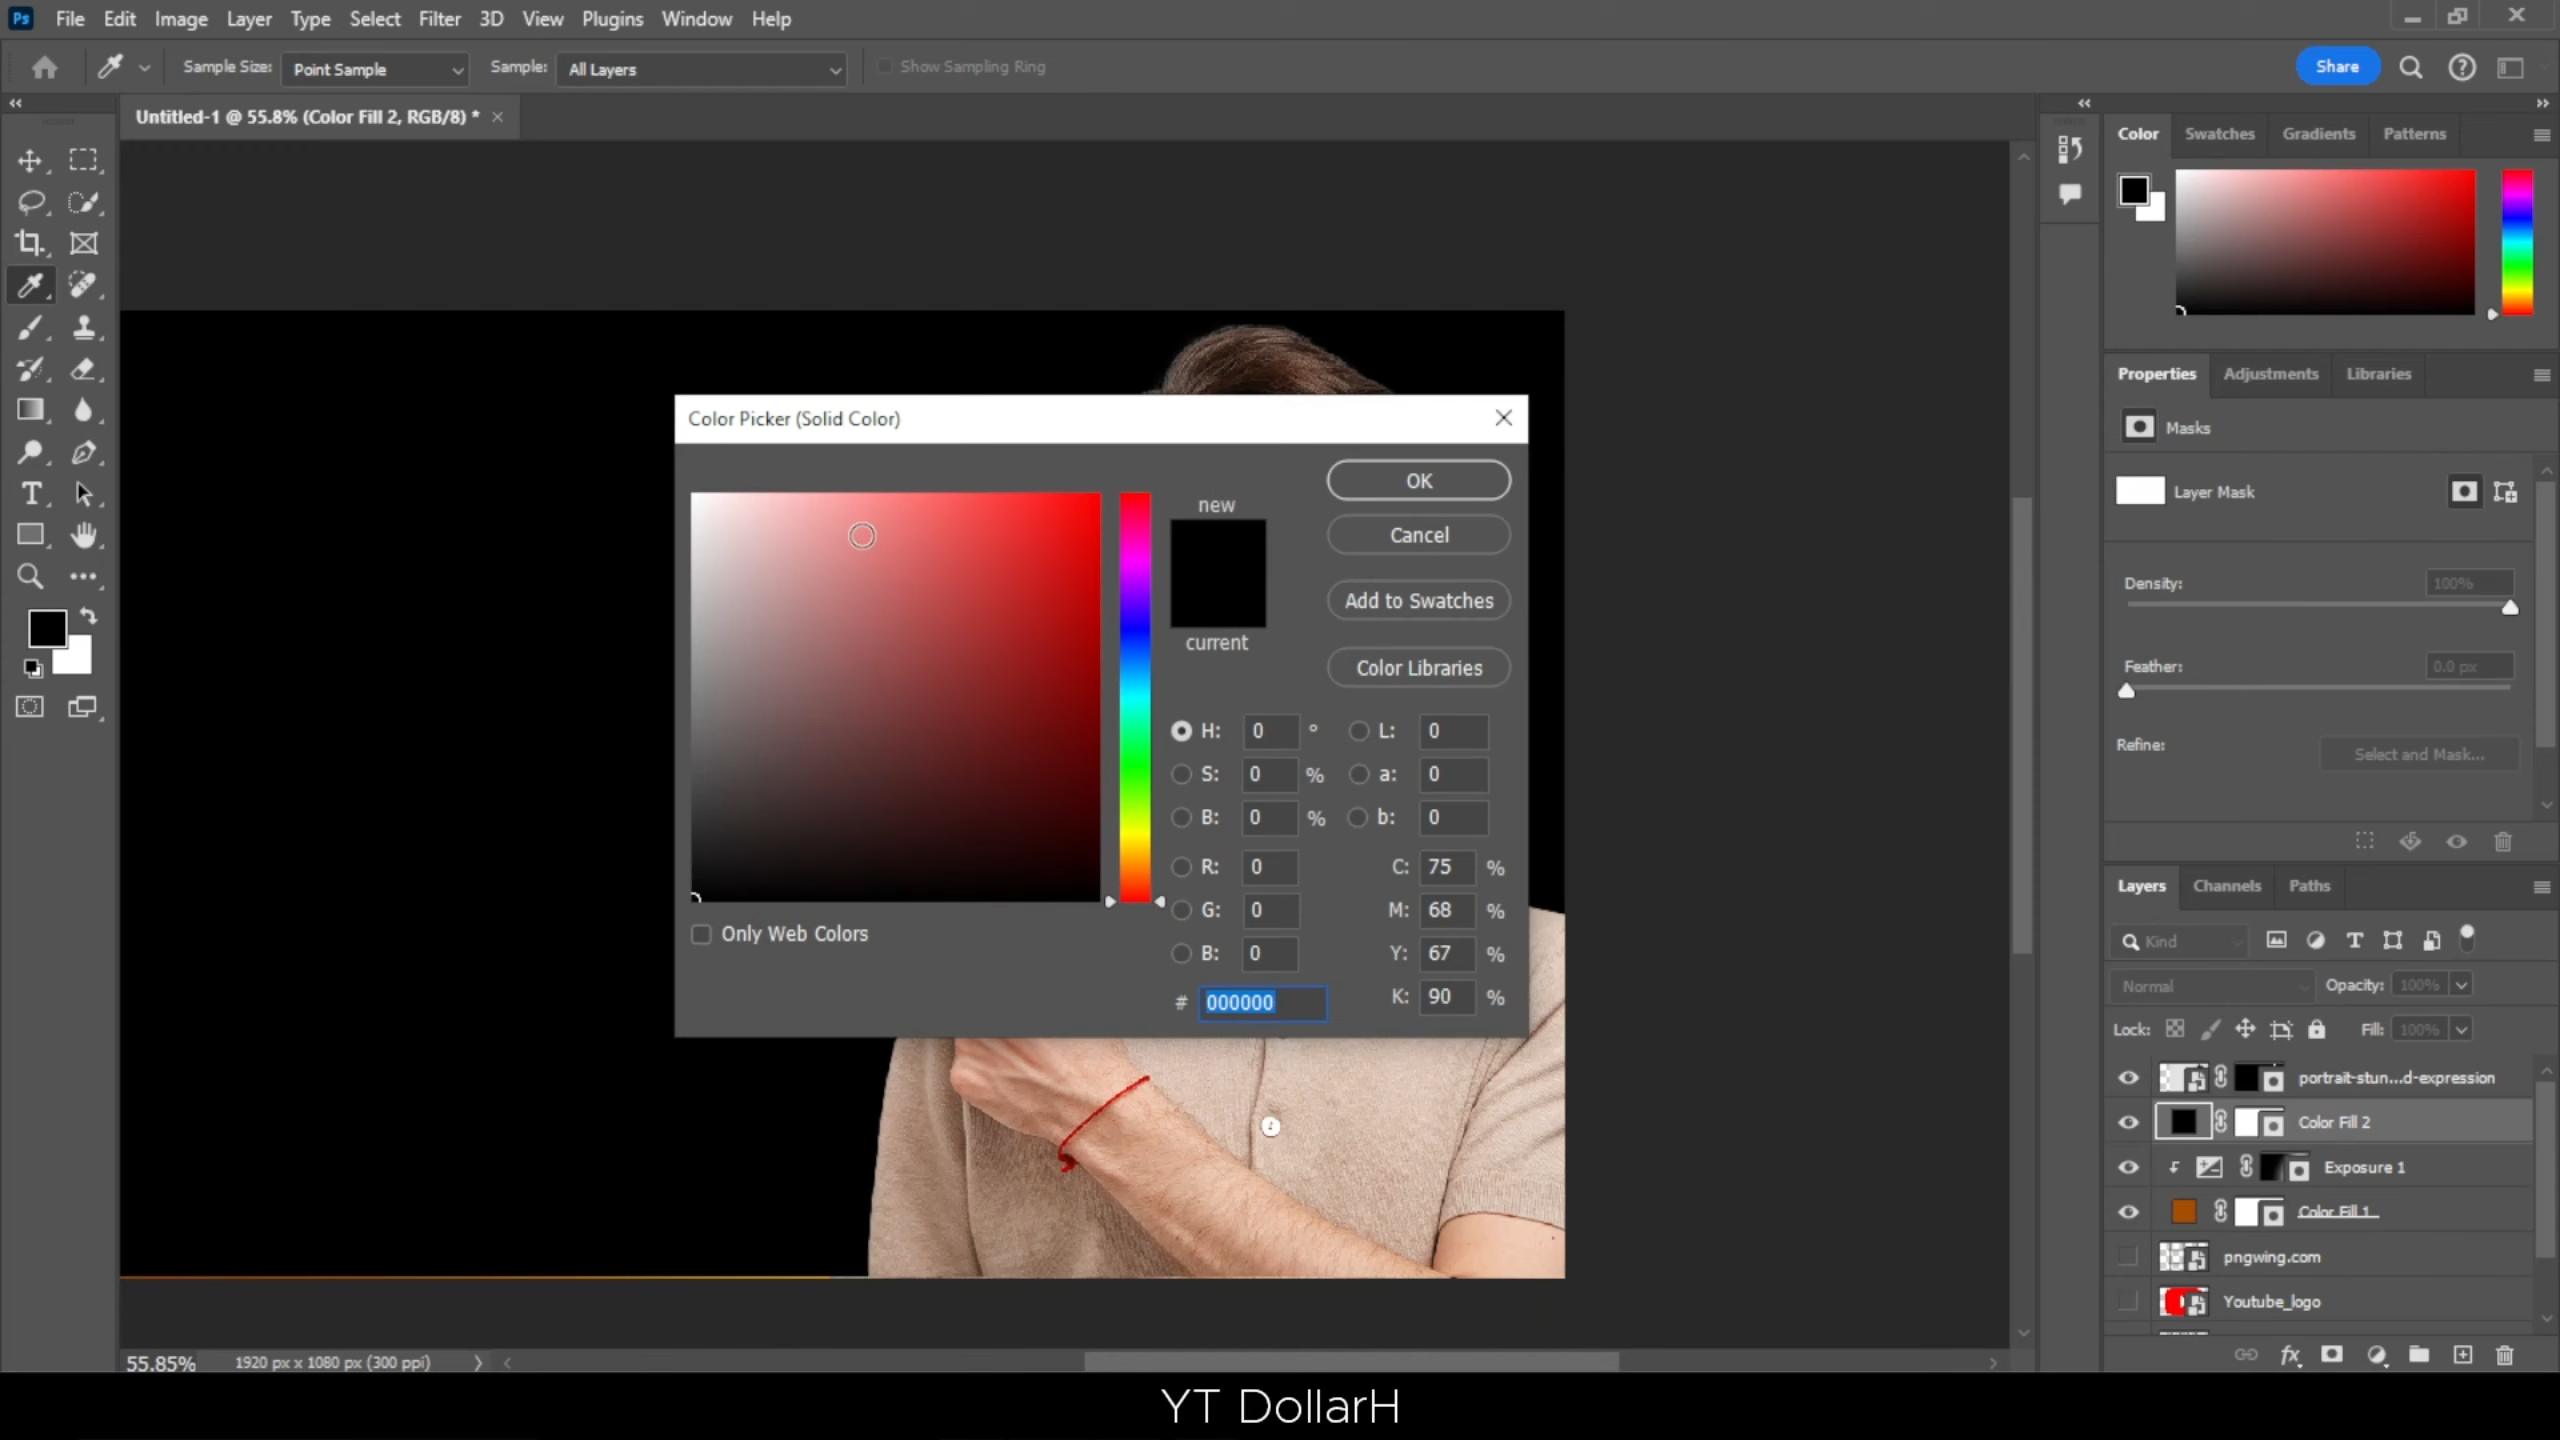 Ps File Edit Image Layer Type Select Filter 3D View Plugins Window Help
Sample Size: Point Sample Sample: All Layers Show Sampling Ring Share
Untitled-1 @ 55.8% (Color Fill 2, RGB/8) *
Color Picker (Solid Color)
new
current
OK
Cancel
Add to Swatches
Color Libraries
H: 0 ° L: 0
S: 0 % a: 0
B: 0 % b: 0
R: 0 C: 75 %
G: 0 M: 68 %
B: 0 Y: 67 %
# 000000 K: 90 %
Only Web Colors
Color Swatches Gradients Patterns
Properties Adjustments Libraries
Masks
Layer Mask
Density: 100%
Feather: 0.0 px
Refine: Select and Mask...
Layers Channels Paths
Kind
Normal Opacity: 100%
Lock: Fill: 100%
portrait-stun...d-expression
Color Fill 2
Exposure 1
Color Fill 1
pngwing.com
Youtube_logo
55.85% 1920 px x 1080 px (300 ppi)
YT DollarH